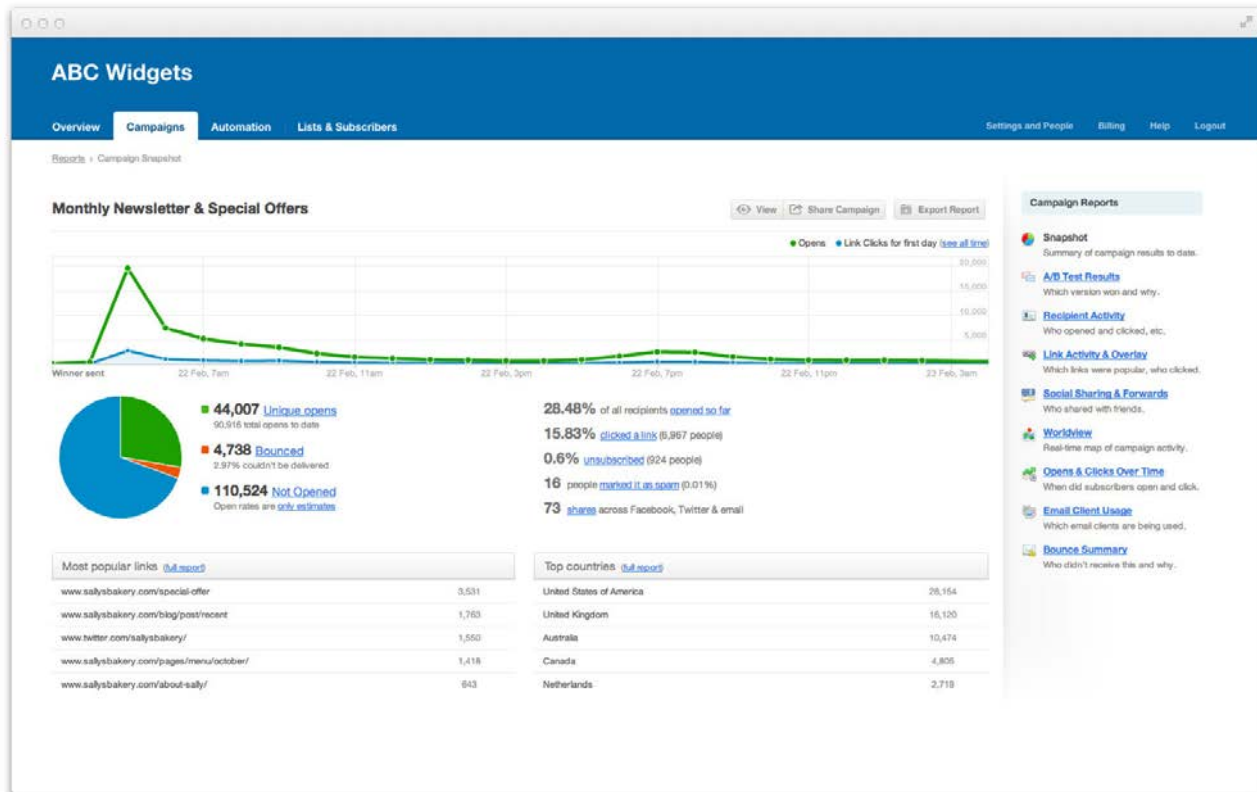 ABC Widgets
Overview Campaigns Automation Lists & Subscribers Settings and People Billing Help Logout
Reports › Campaign Snapshot
Monthly Newsletter & Special Offers
View Share Campaign Export Report
Opens Link Clicks for first day (see all time)
20,000
15,000
10,000
5,000
Winner sent 22 Feb, 7am 22 Feb, 11am 22 Feb, 3pm 22 Feb, 7pm 22 Feb, 11pm 23 Feb, 3am
44,007 Unique opens
90,916 total opens to date
4,738 Bounced
2.97% couldn't be delivered
110,524 Not Opened
Open rates are only estimates
28.48% of all recipients opened so far
15.83% clicked a link (6,967 people)
0.6% unsubscribed (924 people)
16 people marked it as spam (0.01%)
73 shares across Facebook, Twitter & email
Most popular links (full report)
www.sallysbakery.com/special-offer 3,531
www.sallysbakery.com/blog/post/recent 1,763
www.twitter.com/sallysbakery/ 1,550
www.sallysbakery.com/pages/menu/october/ 1,418
www.sallysbakery.com/about-sally/ 643
Top countries (full report)
United States of America 28,154
United Kingdom 16,120
Australia 10,474
Canada 4,805
Netherlands 2,718
Campaign Reports
Snapshot
Summary of campaign results to date.
A/B Test Results
Which version won and why.
Recipient Activity
Who opened and clicked, etc.
Link Activity & Overlay
Which links were popular, who clicked.
Social Sharing & Forwards
Who shared with friends.
Worldview
Real-time map of campaign activity.
Opens & Clicks Over Time
When did subscribers open and click.
Email Client Usage
Which email clients are being used.
Bounce Summary
Who didn't receive this and why.